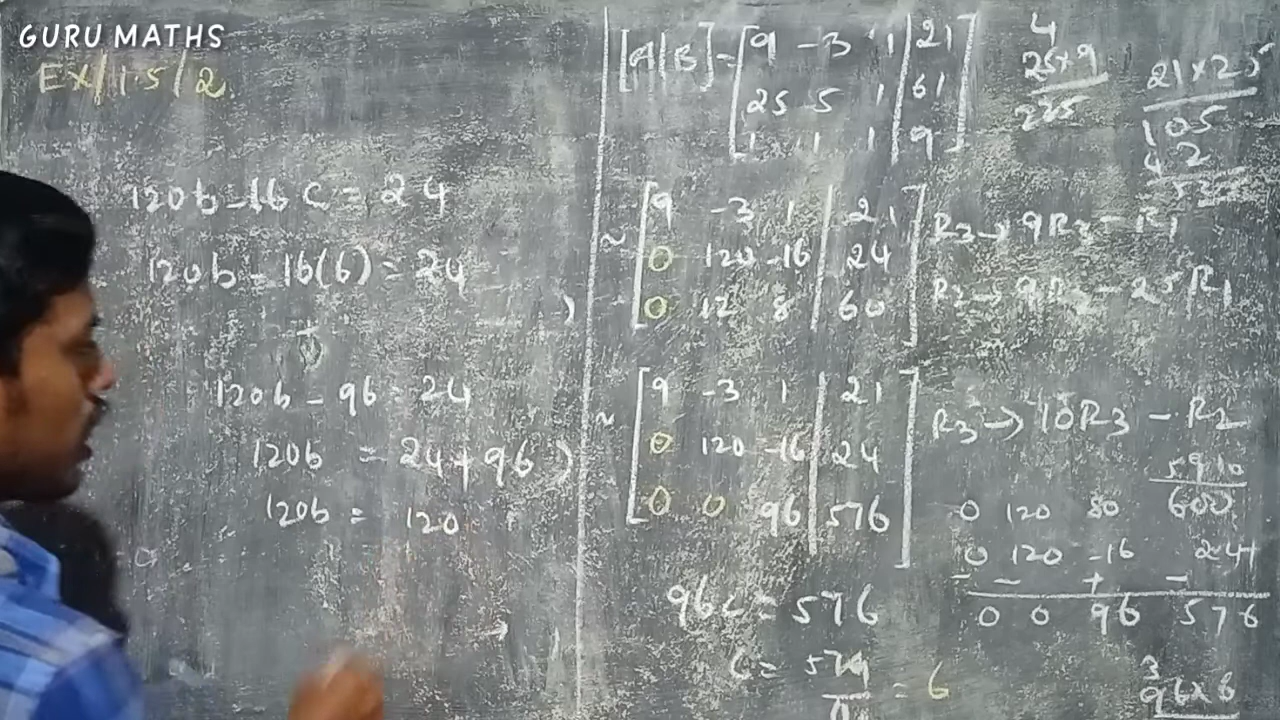 GURU MATHS
EX/1.5/2.
120b-16c=24
120b-16(6)=24
120b-96=24
120b=24+96
120b=120
[A|B]=[9 -3 1|21]
25 5 1|61
1 1 1|9
4
25×9
225
21×25
105
42
~[9 -3 1|21] R3→9R3-R1
0 120 -16|24 R2→9R2-25R1
0 12 8|60
~[9 -3 1|21] R3→10R3-R2
0 120 -16|24
0 0 96|576
600
0 120 80
0 120 -16 24
- - + -
0 0 96 576
96c=576
=6
3
96×6